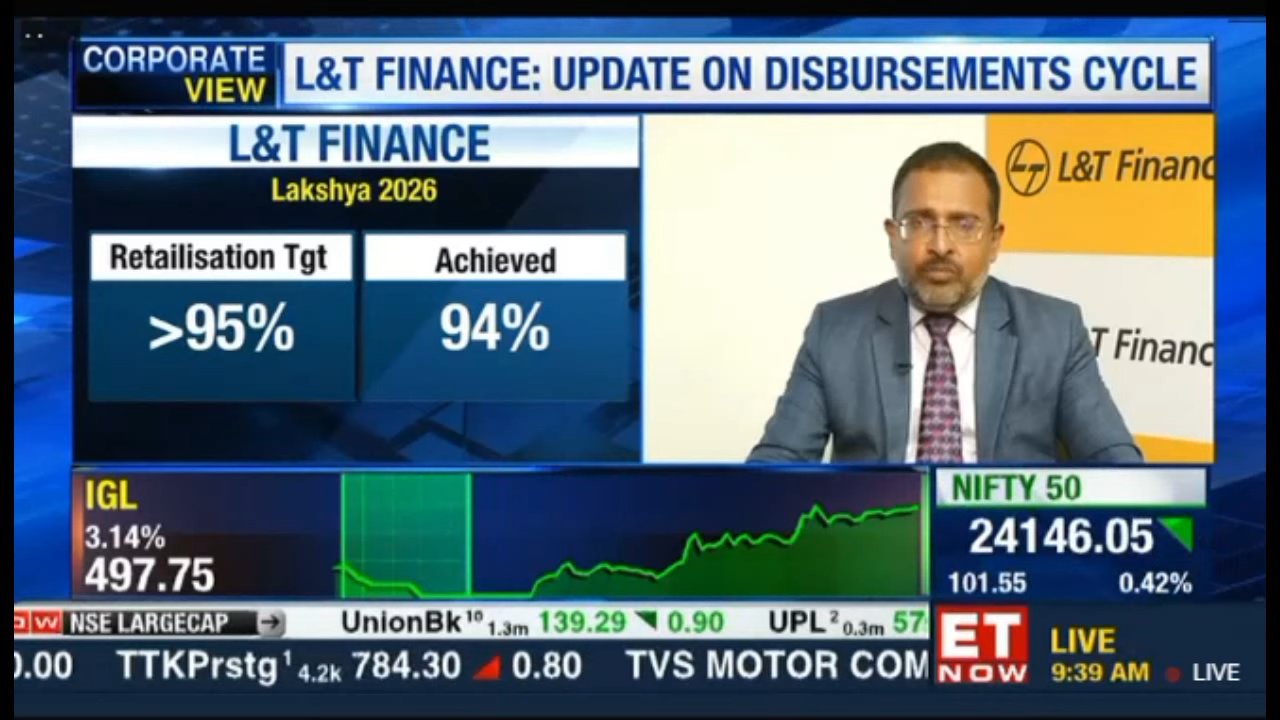 CORPORATE
VIEW
L&T FINANCE: UPDATE ON DISBURSEMENTS CYCLE
L&T FINANCE
Lakshya 2026
Retailisation Tgt
Achieved
>95%
94%
L&T Financ
T Financ
IGL
3.14%
497.75
NIFTY 50
24146.05
101.55 0.42%
NSE LARGECAP
UnionBk 10 1.3m 139.29 0.90 UPL 2 0.3m 57
0.00 TTKPrstg 1 4.2k 784.30 0.80 TVS MOTOR COM
ET
NOW
LIVE
9:39 AM
LIVE